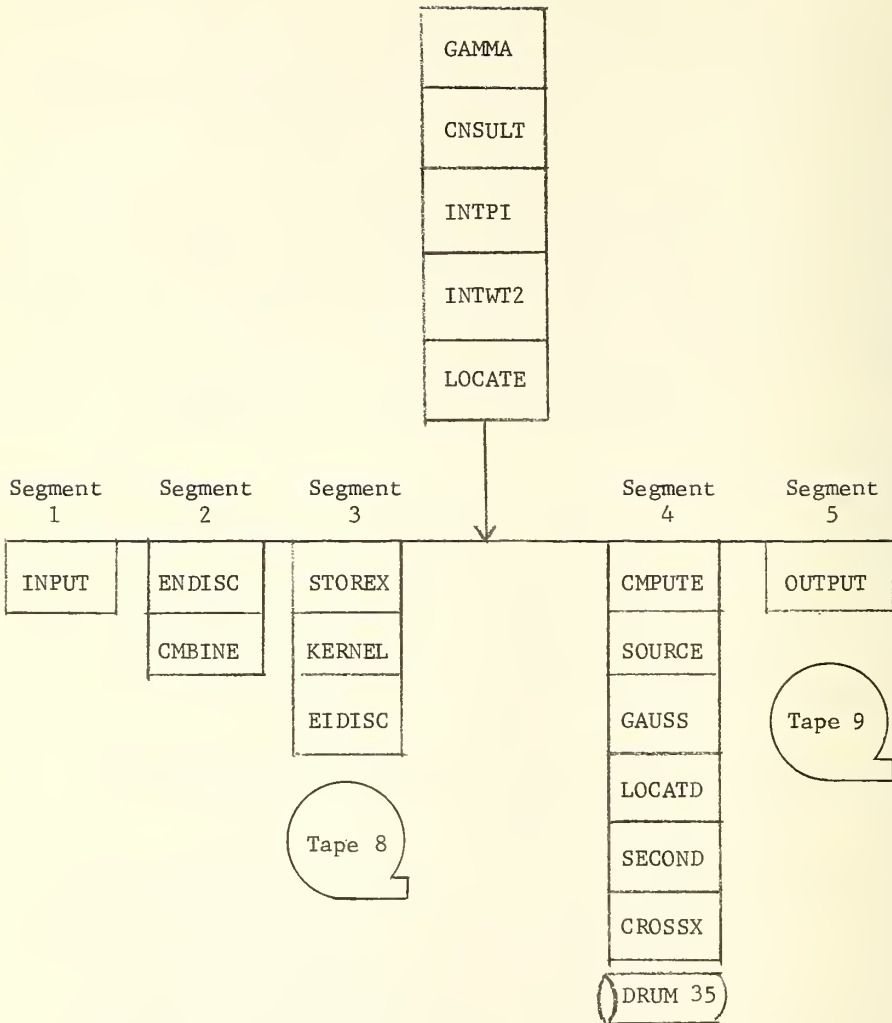 GAMMA
CNSULT
INTPI
INTWT2
LOCATE
Segment 1
INPUT
Segment 2
ENDISC
CMBINE
Segment 3
STOREX
KERNEL
EIDISC
Tape 8
Segment 4
CMPUTE
SOURCE
GAUSS
LOCATD
SECOND
CROSSX
DRUM 35
Segment 5
OUTPUT
Tape 9